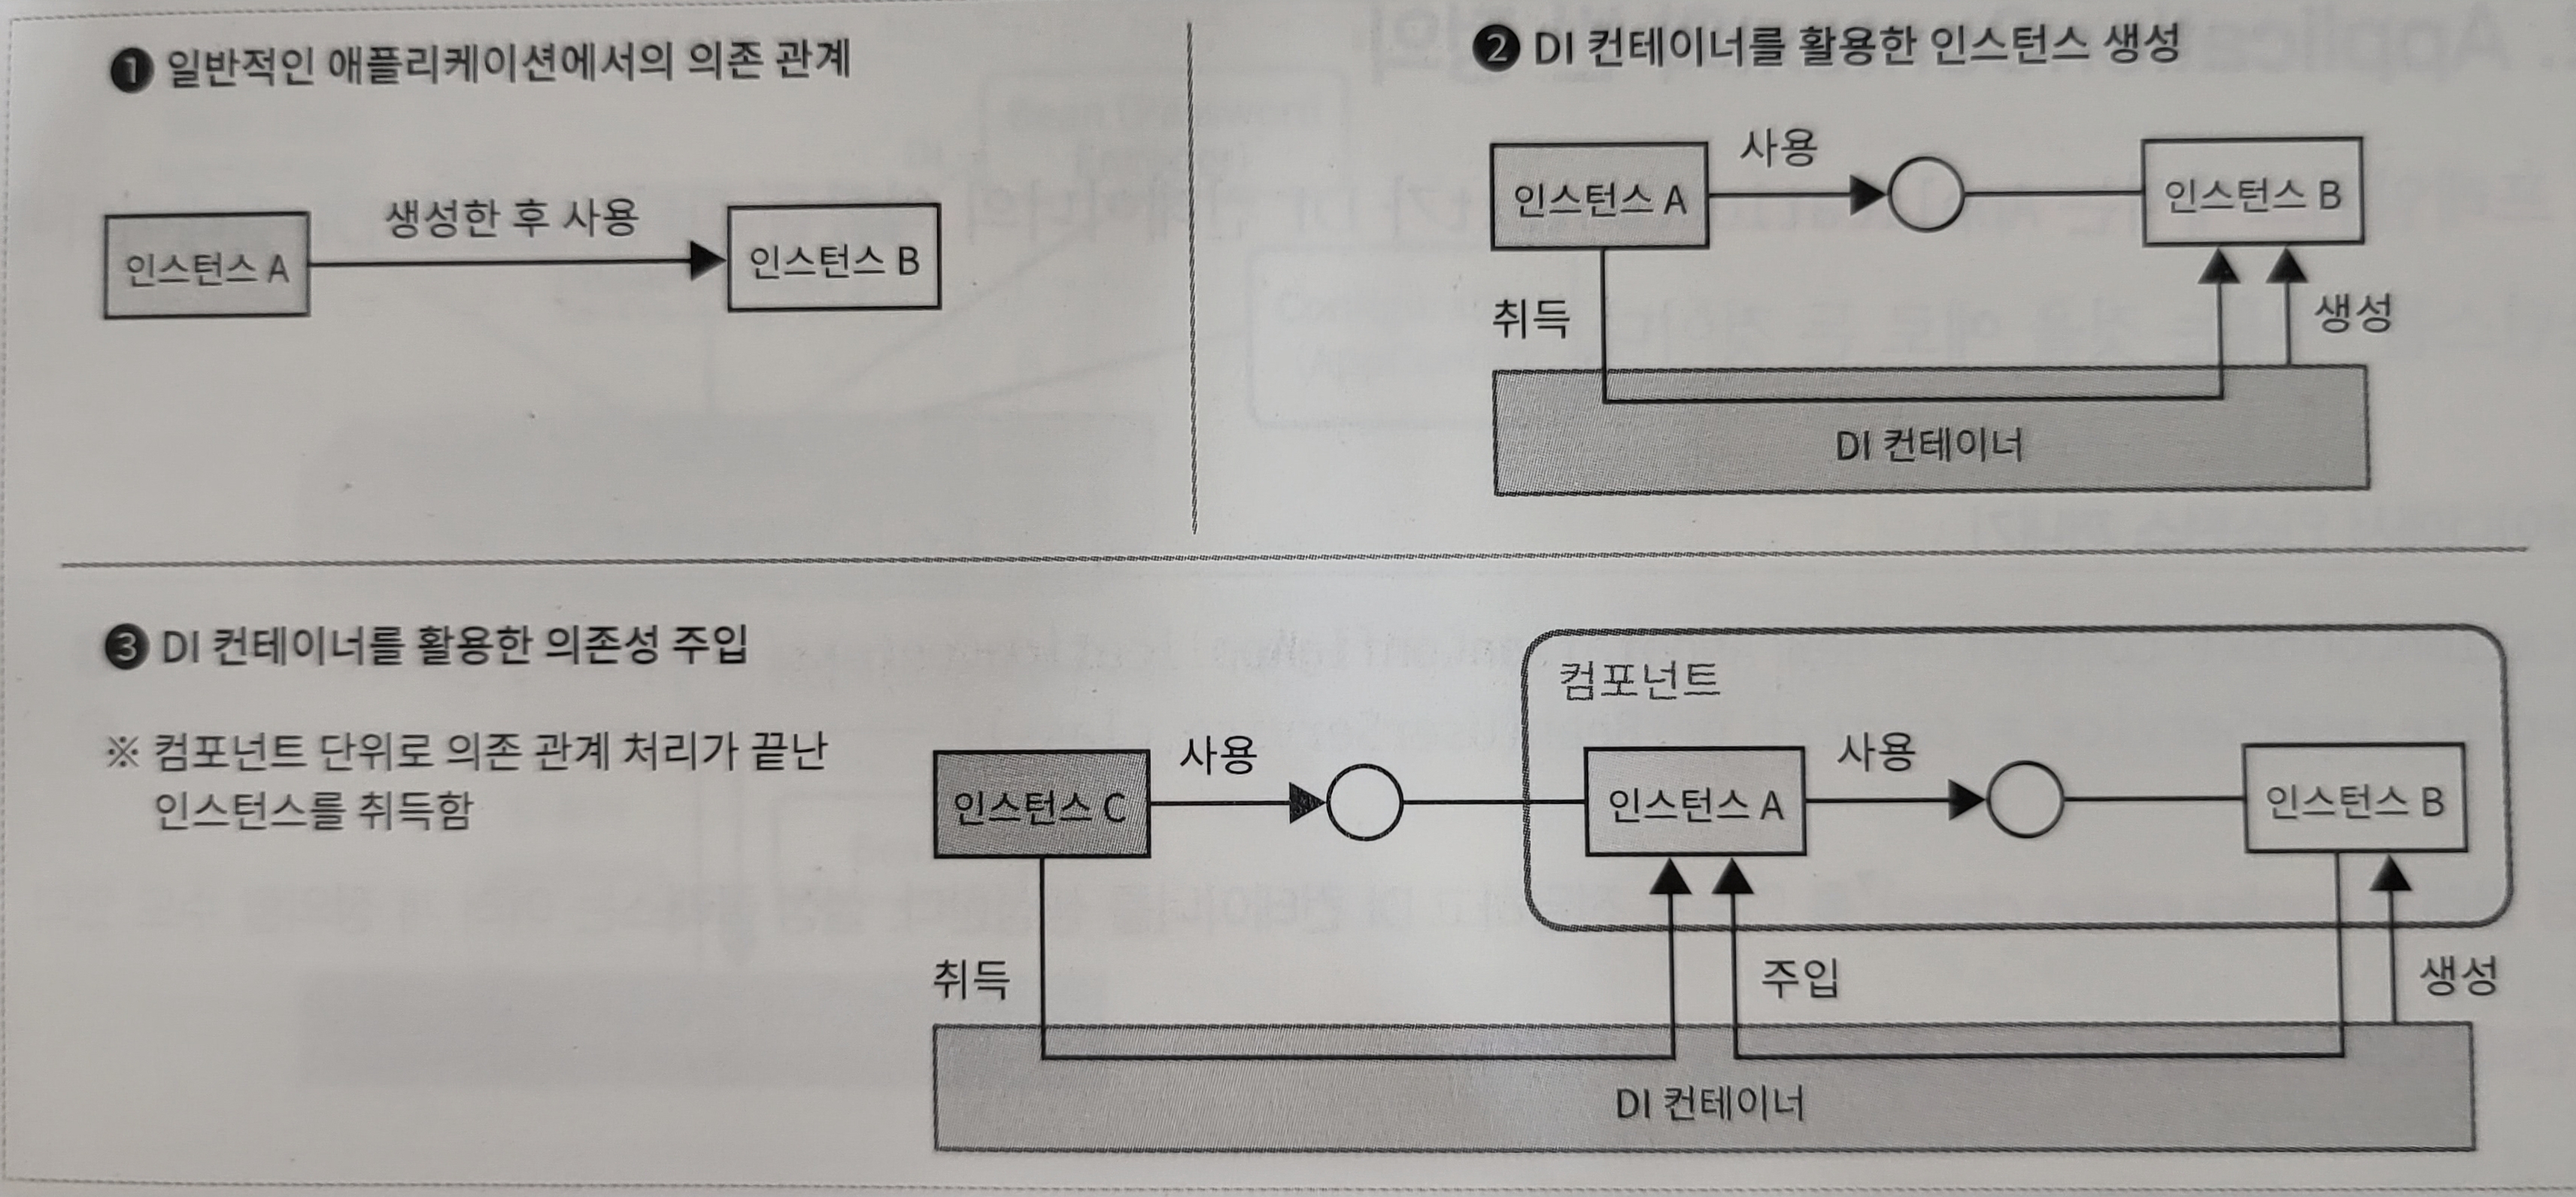 ❶ 일반적인 애플리케이션에서의 의존 관계
인스턴스 A
생성한 후 사용
인스턴스 B
❷ DI 컨테이너를 활용한 인스턴스 생성
인스턴스 A
사용
인스턴스 B
취득
생성
DI 컨테이너
❸ DI 컨테이너를 활용한 의존성 주입
※ 컴포넌트 단위로 의존 관계 처리가 끝난
인스턴스를 취득함
컴포넌트
인스턴스 C
사용
인스턴스 A
사용
인스턴스 B
취득
주입
생성
DI 컨테이너